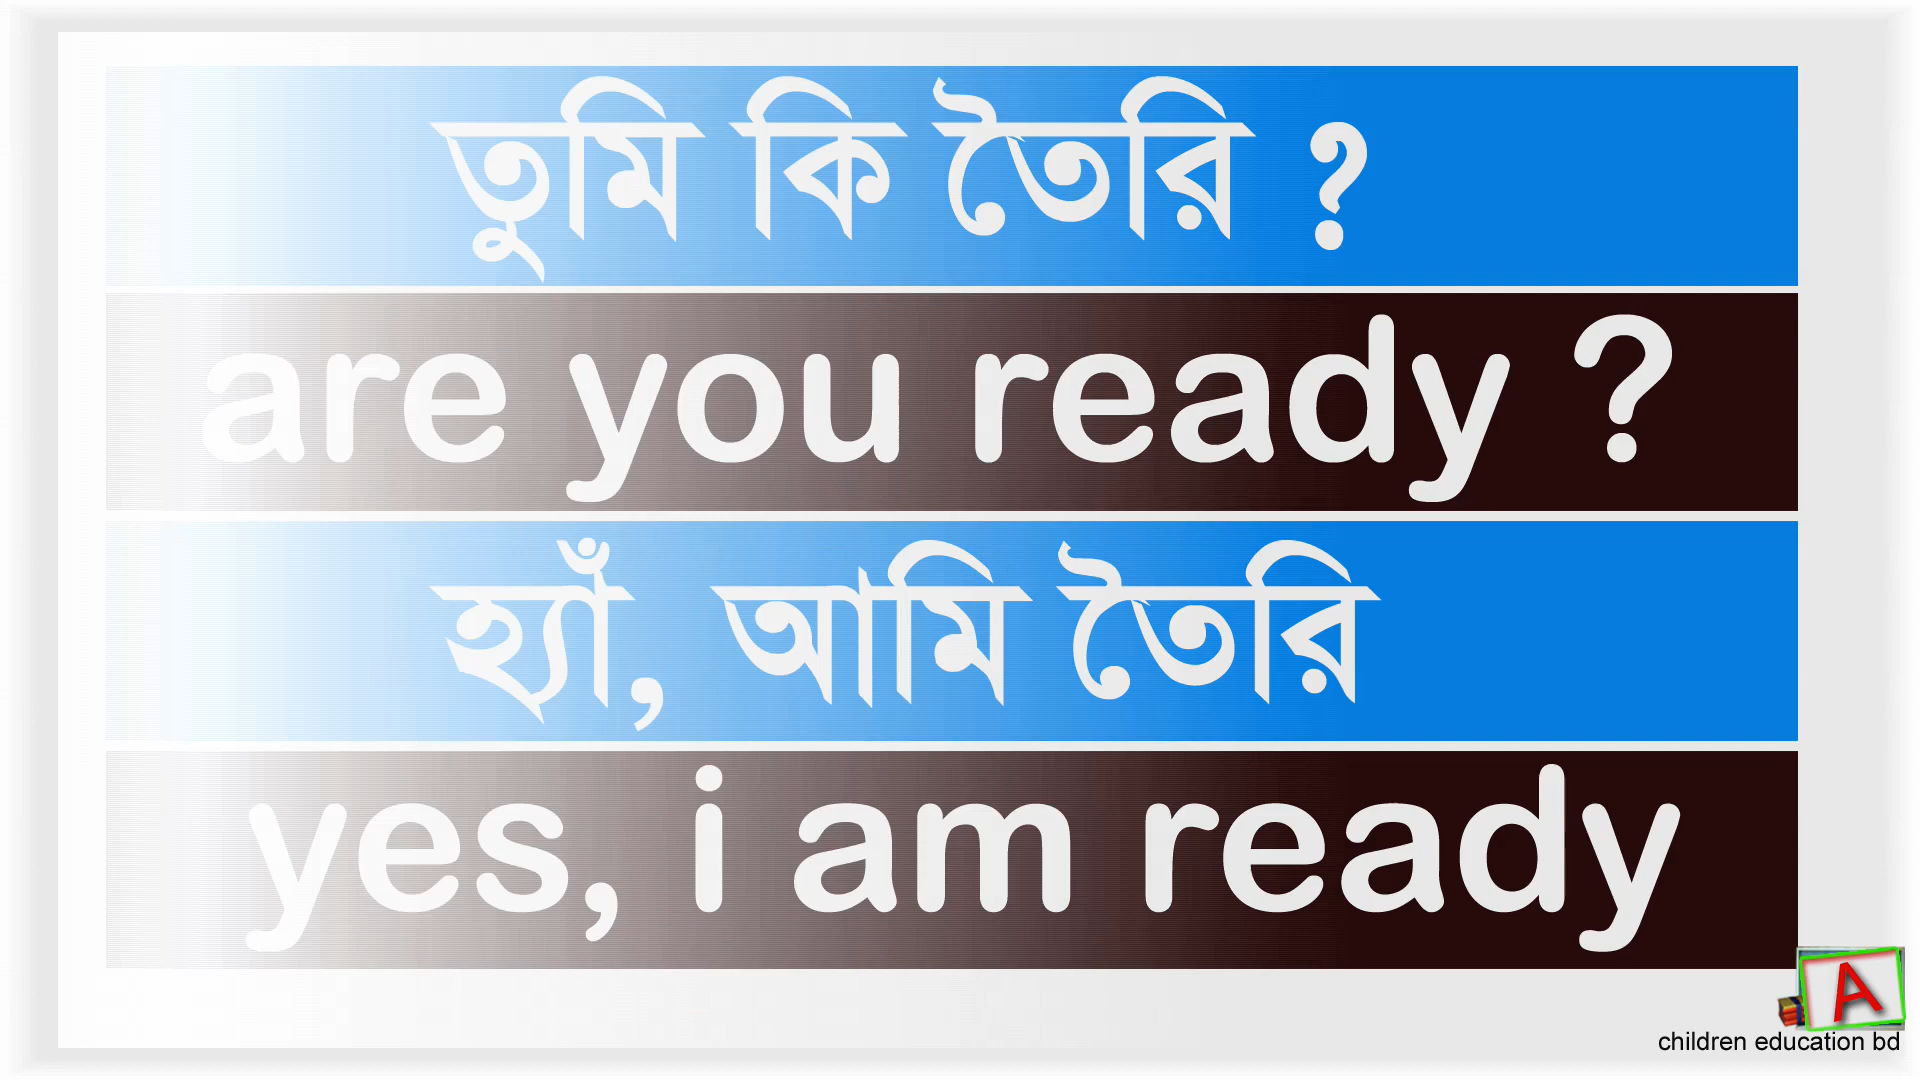 তুমি কি তৈরি ?
are you ready ?
হ্যাঁ, আমি তৈরি
yes, i am ready
A
children education bd